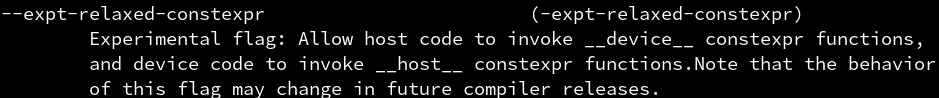 --expt-relaxed-constexpr (-expt-relaxed-constexpr)
Experimental flag: Allow host code to invoke __device__ constexpr functions,
and device code to invoke __host__ constexpr functions.Note that the behavior
of this flag may change in future compiler releases.